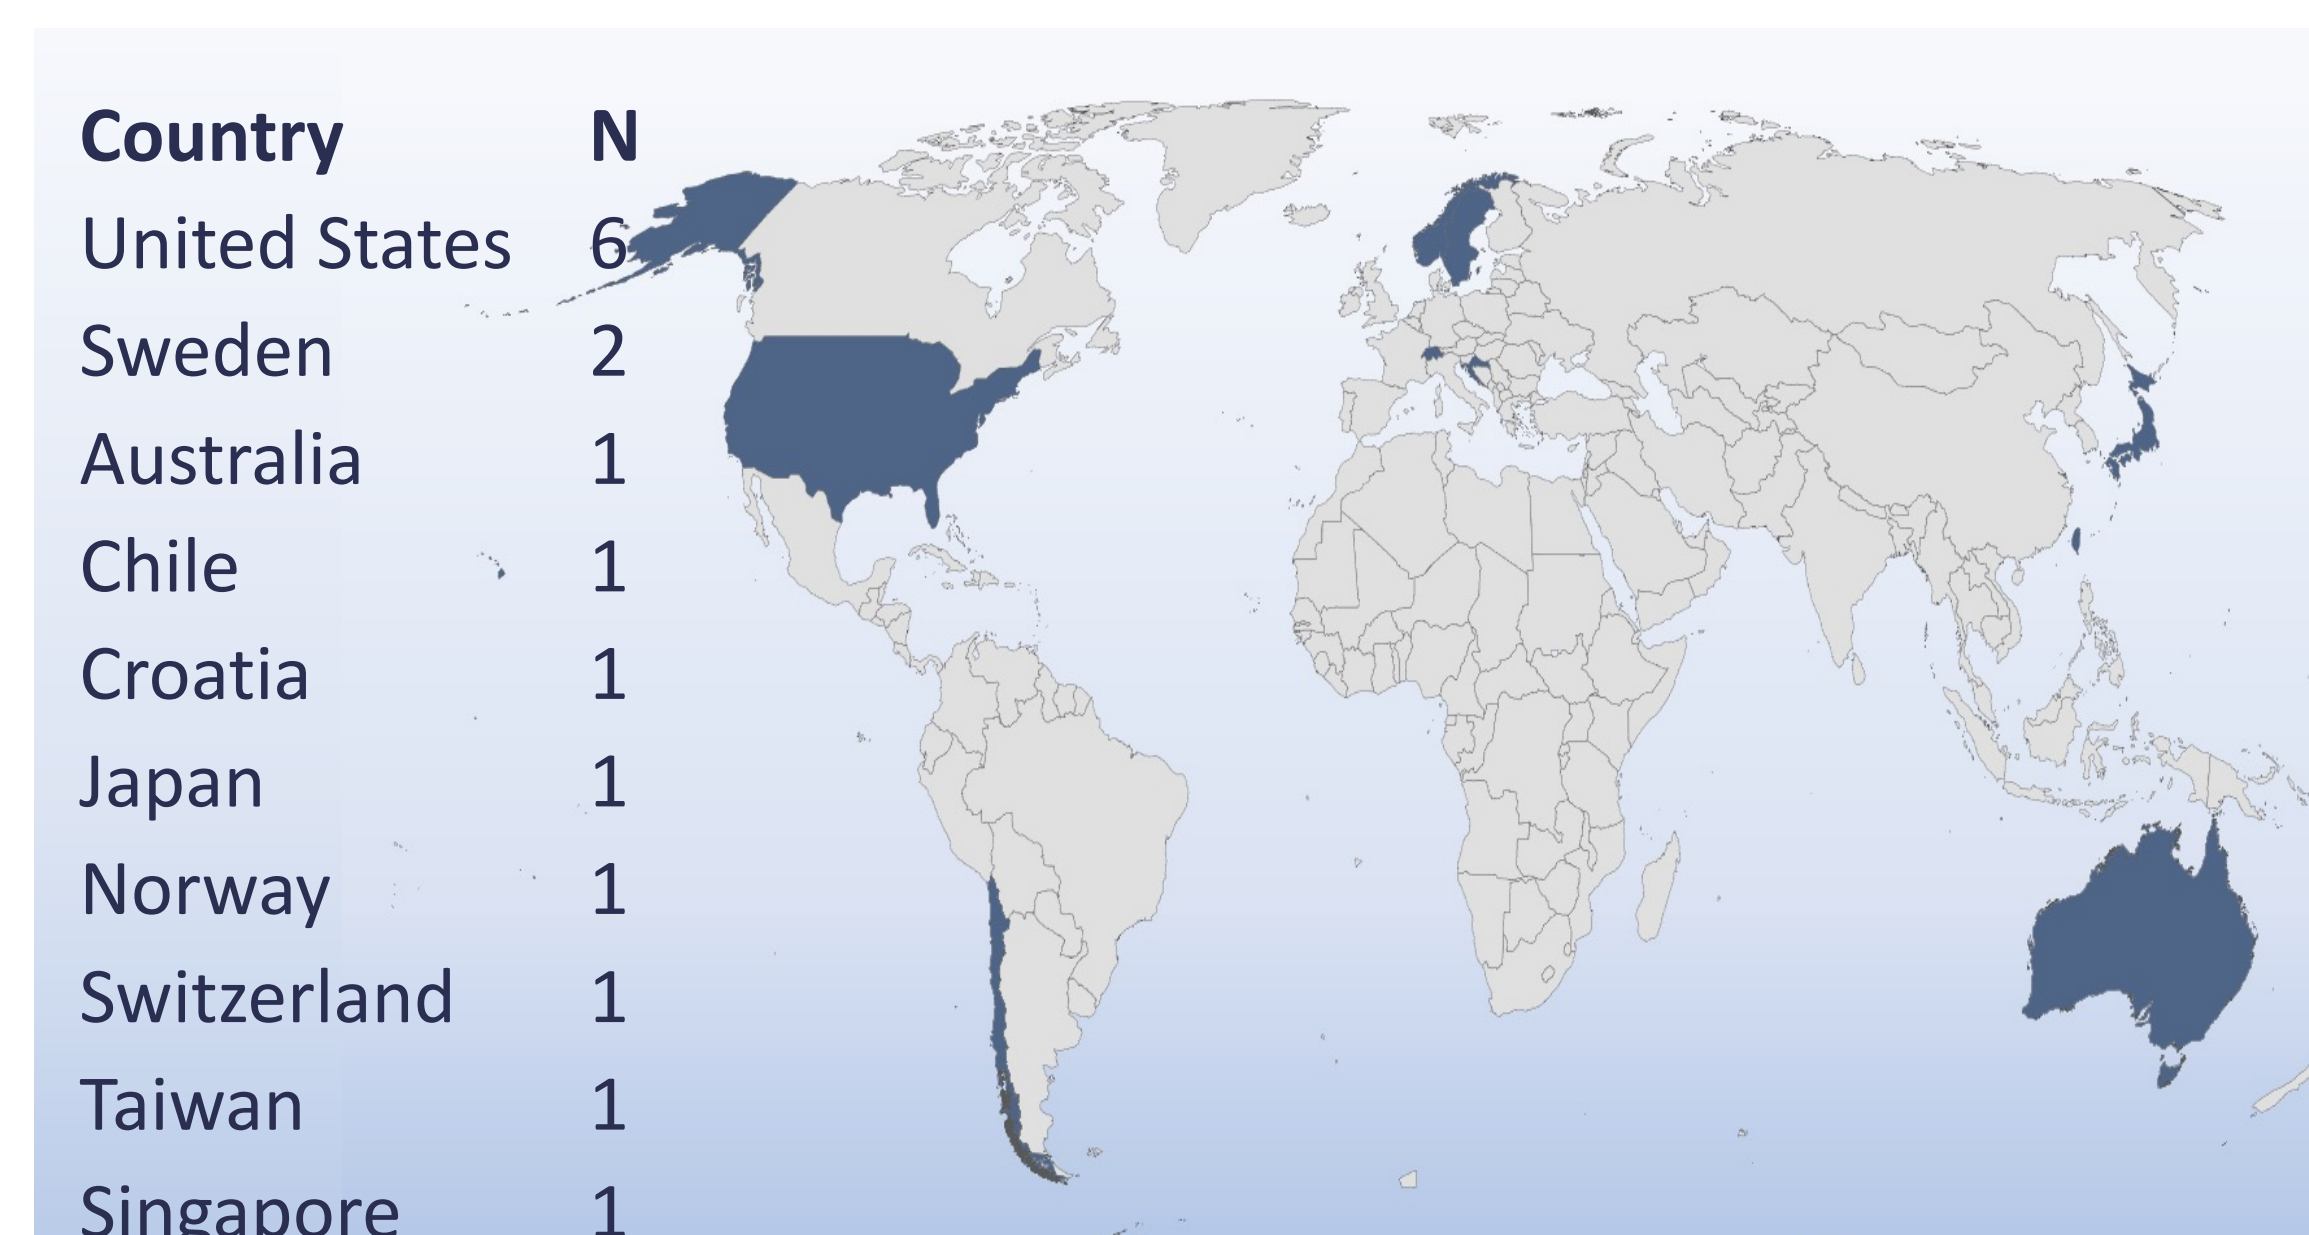 Country N
United States 6
Sweden 2
Australia 1
Chile 1
Croatia 1
Japan 1
Norway 1
Switzerland 1
Taiwan 1
Singapore 1